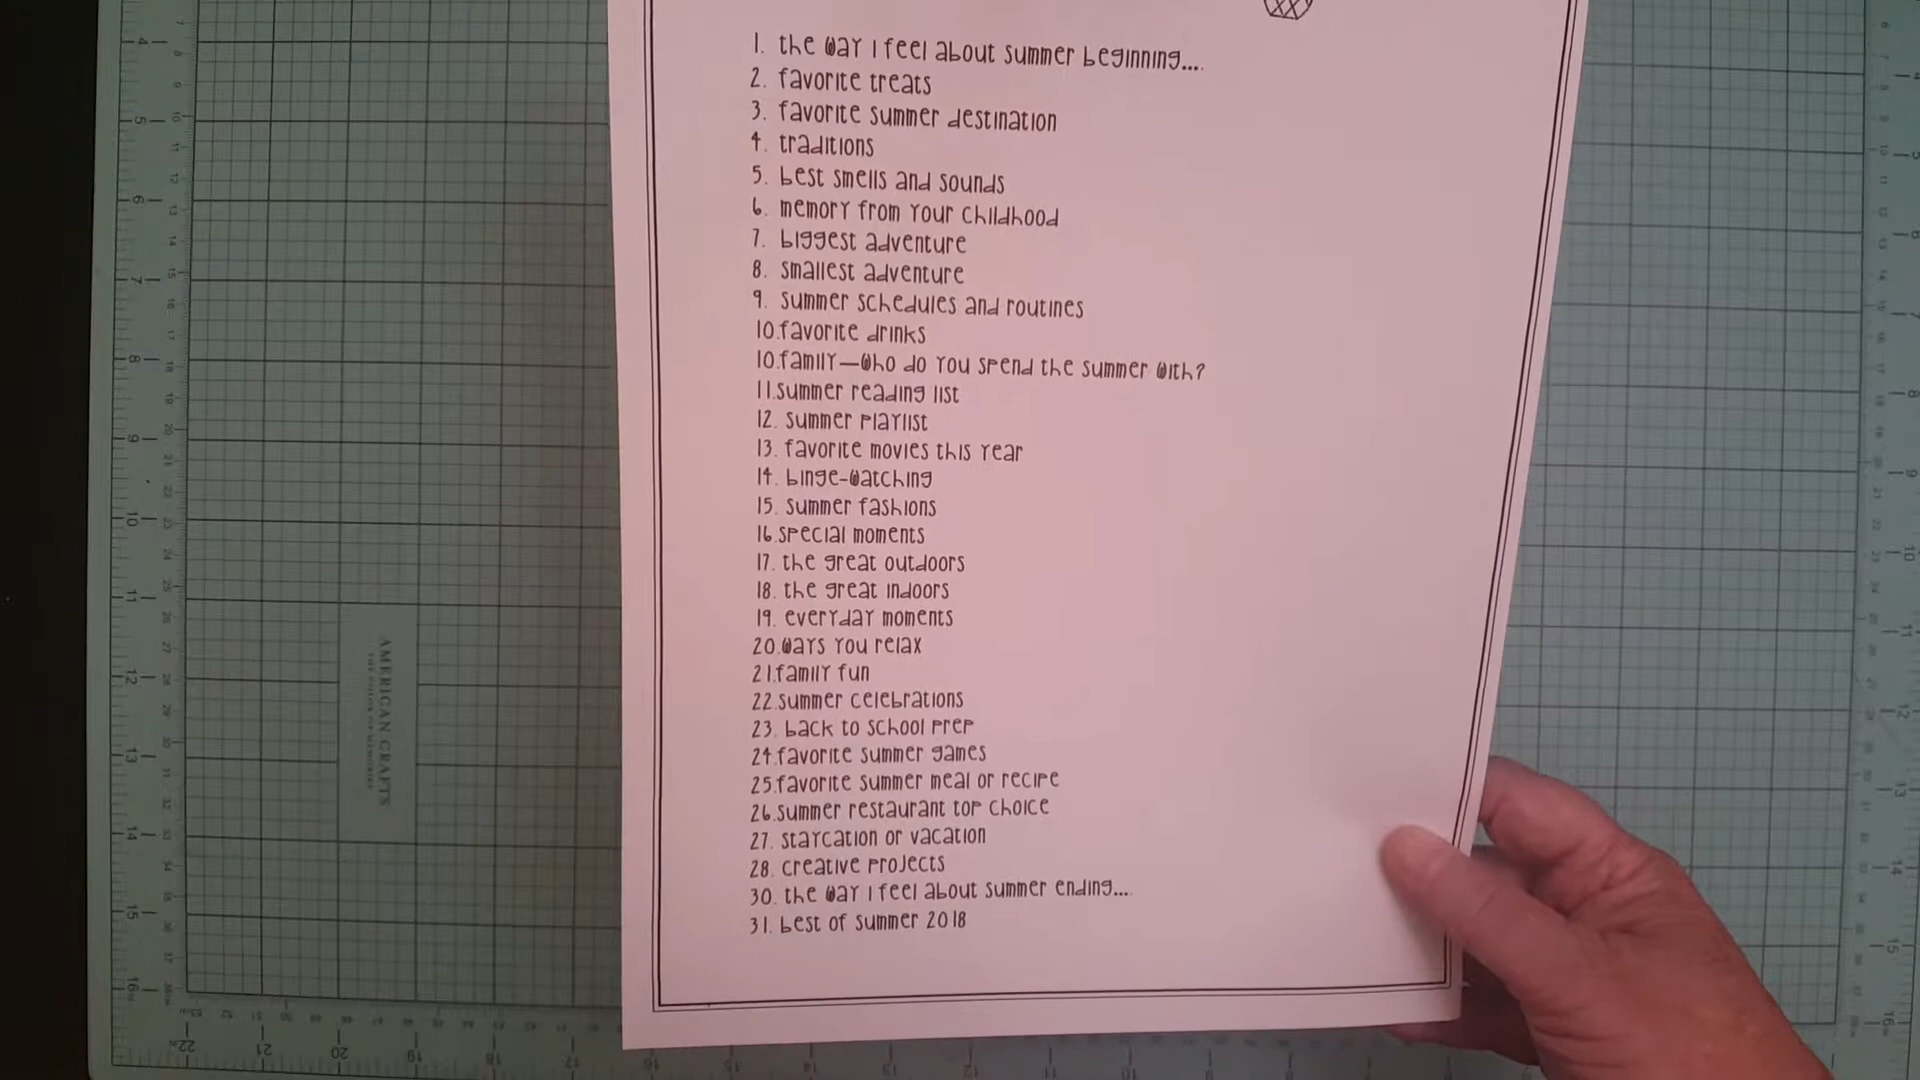 1. the way I feel about summer beginning....
2. favorite treats
3. favorite summer destination
4. traditions
5. best smells and sounds
6. memory from your childhood
7. biggest adventure
8. smallest adventure
9. summer schedules and routines
10.favorite drinks
10.family—who do you spend the summer with?
11.summer reading list
12. summer playlist
13. favorite movies this year
14. binge-watching
15. summer fashions
16.special moments
17. the great outdoors
18. the great indoors
19. everyday moments
20.ways you relax
21.family fun
22.summer celebrations
23. back to school prep
24.favorite summer games
25.favorite summer meal or recipe
26.summer restaurant top choice
27. staycation or vacation
28. creative projects
30. the way I feel about summer ending....
31. best of summer 2018
AMERICAN CRAFTS